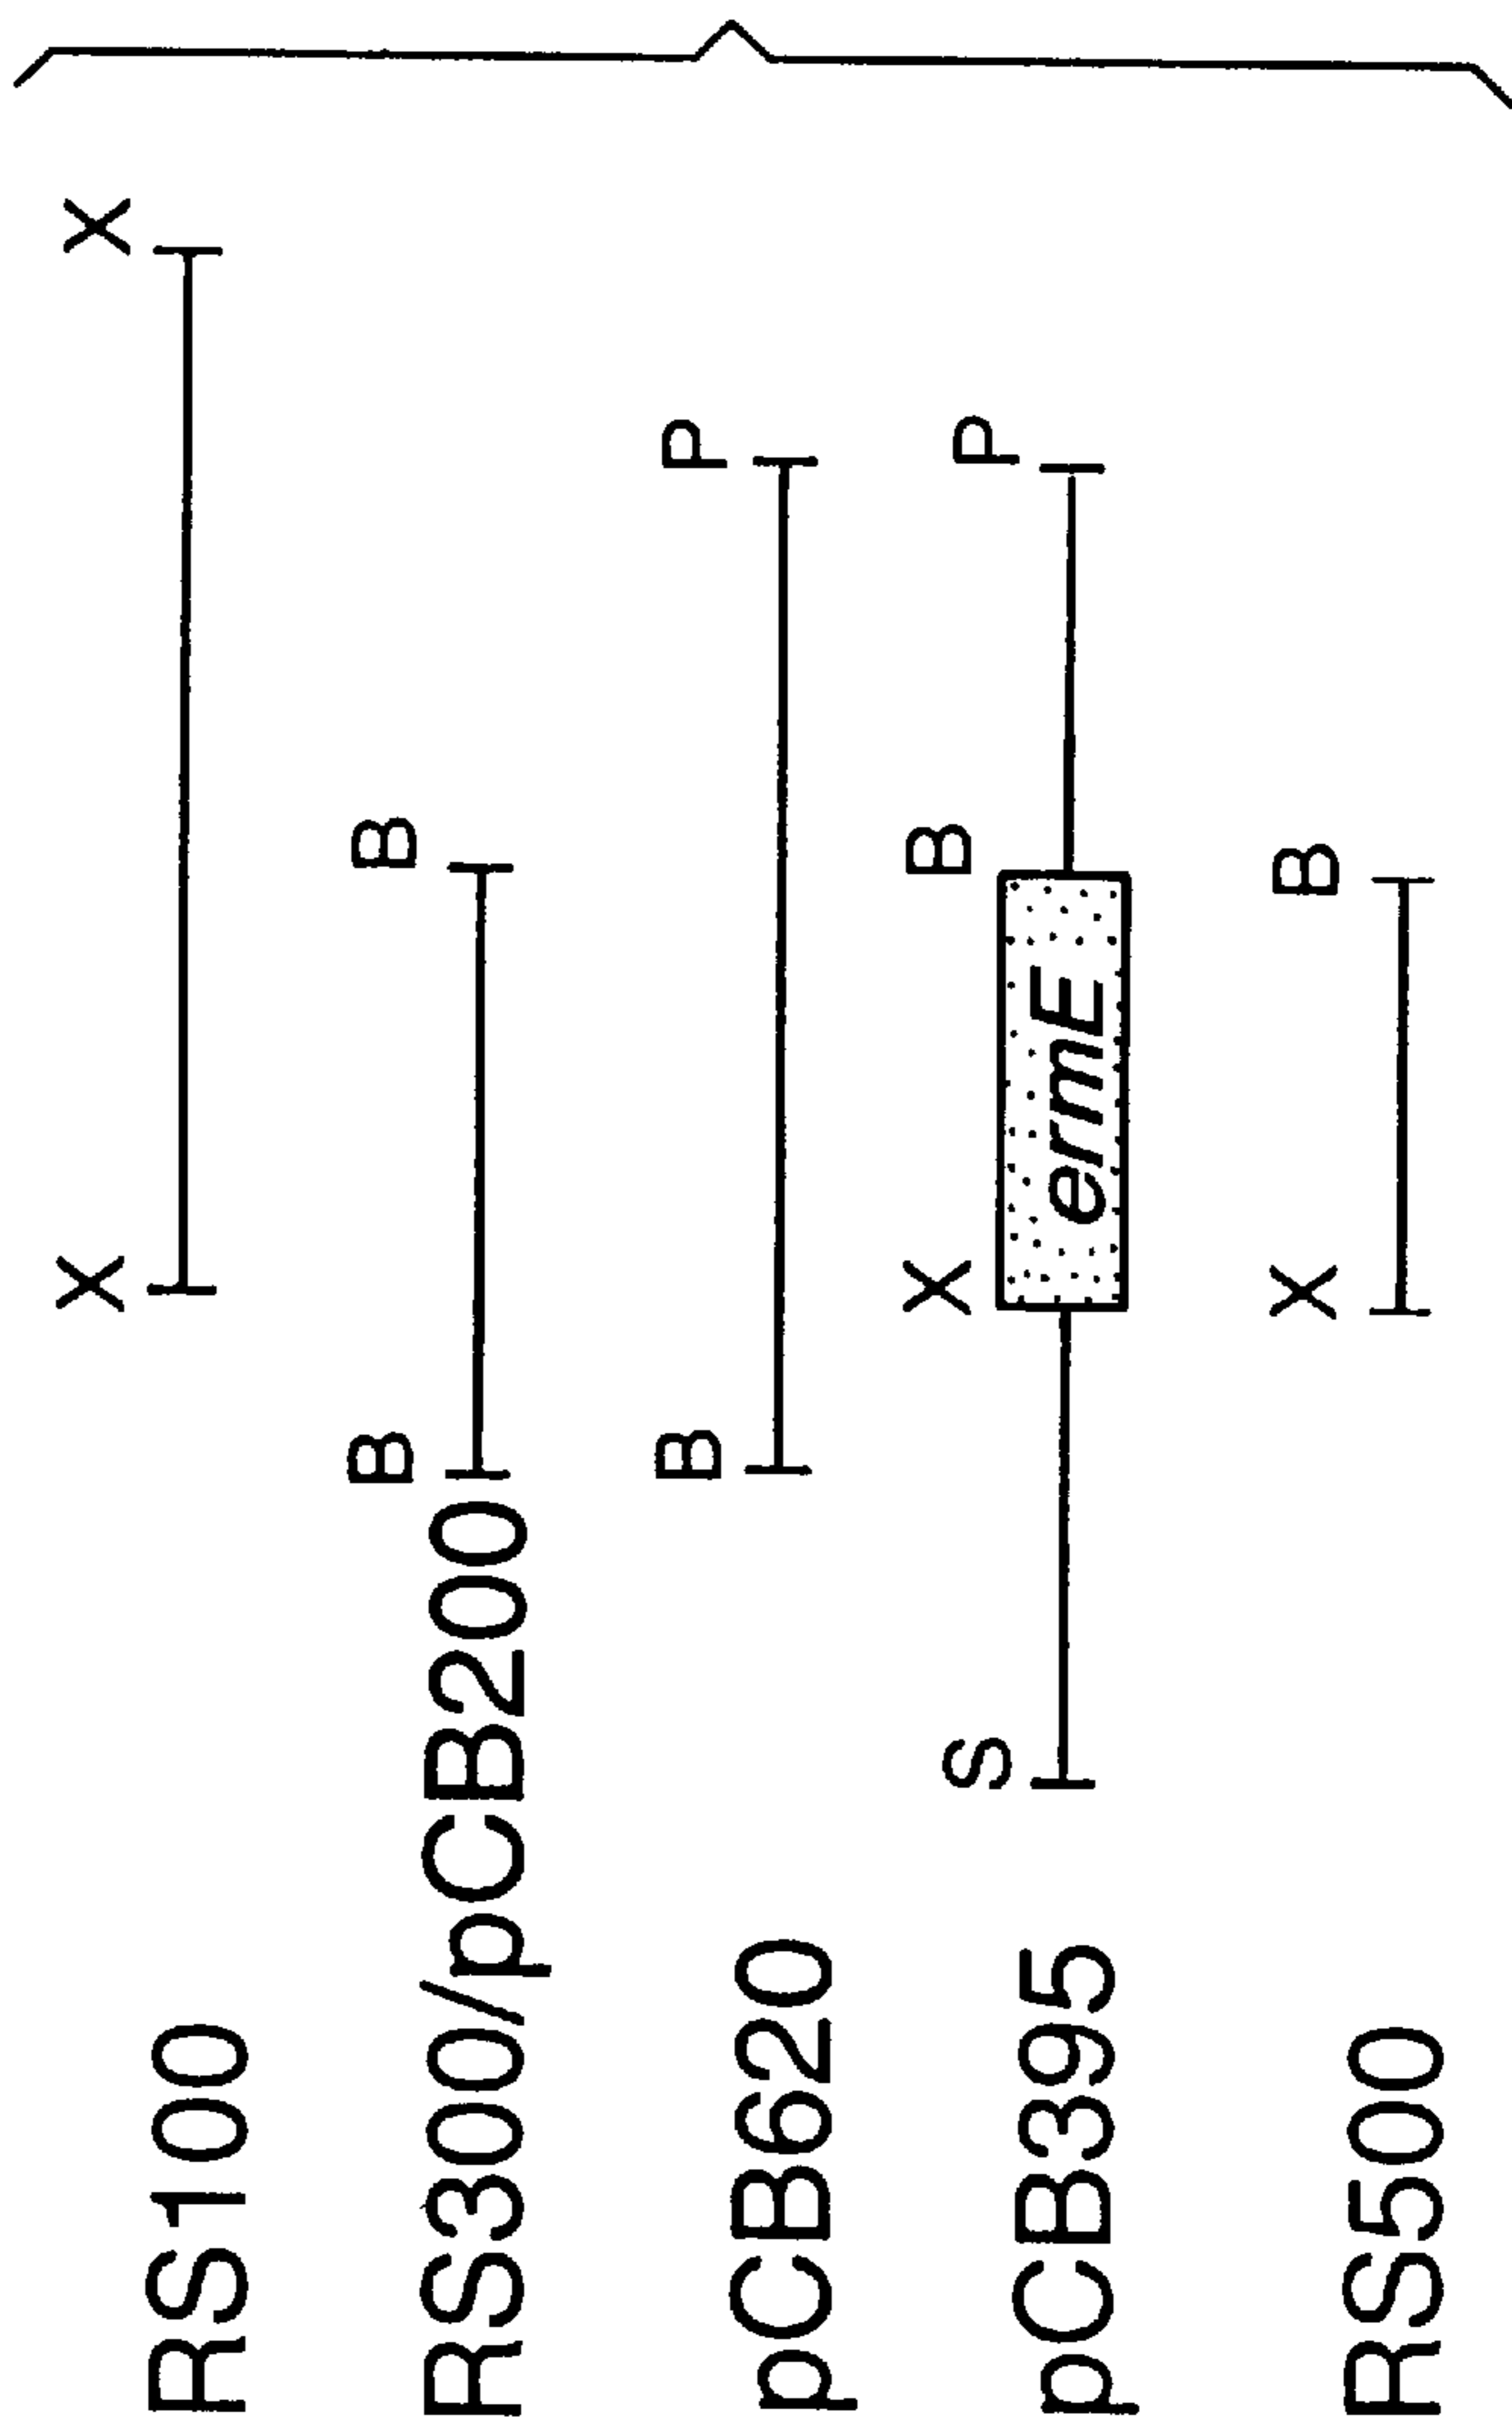 X X
RS100
B B
RS300/pCB200
B P
pCB620
S X B P
ermE
pCB395
X B
RS500